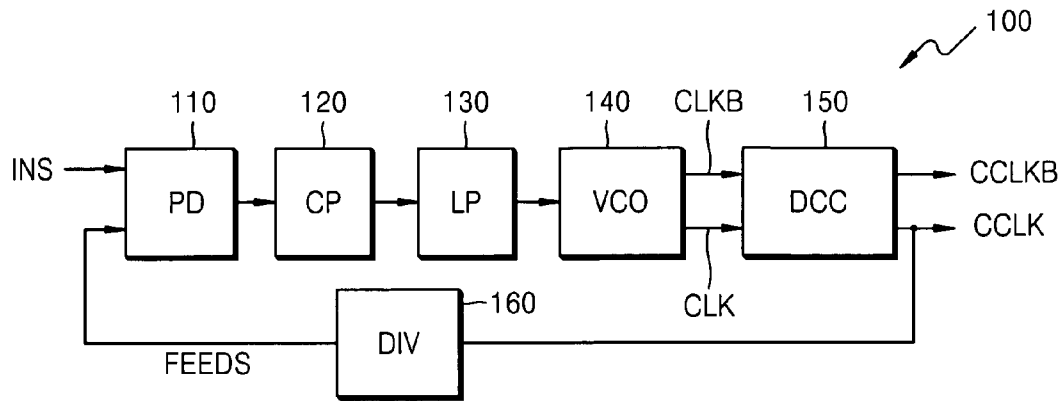 100
110
120
130
140
CLKB
150
INS
PD
CP
LP
VCO
DCC
CCLKB
CCLK
CLK
160
DIV
FEEDS